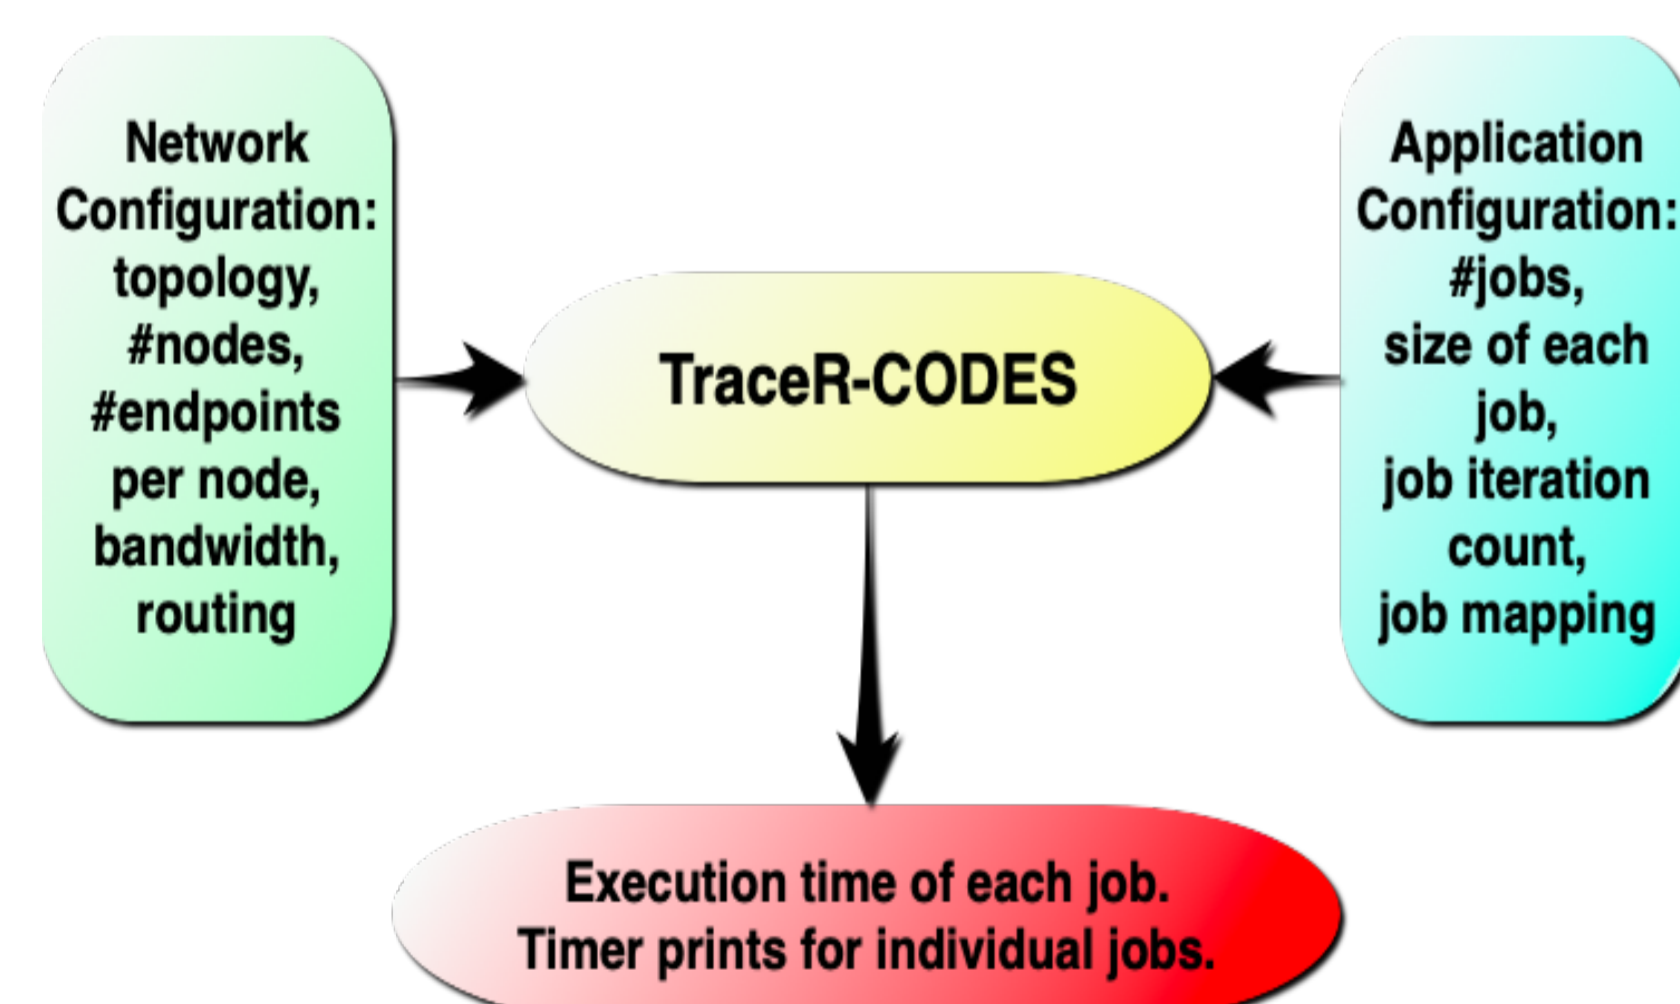 Network
Configuration:
topology,
#nodes,
#endpoints
per node,
bandwidth,
routing
TraceR-CODES
Application
Configuration:
#jobs,
size of each
job,
job iteration
count,
job mapping
Execution time of each job.
Timer prints for individual jobs.